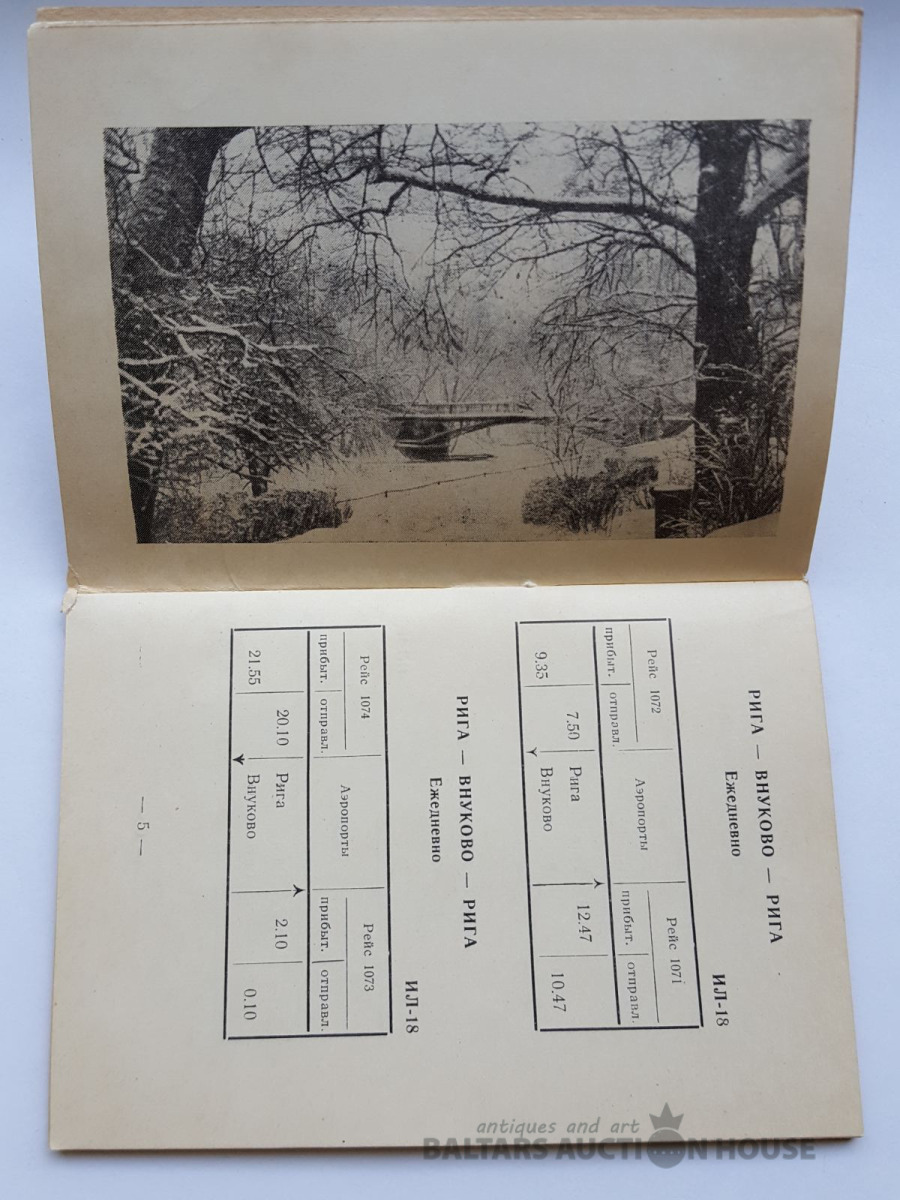 РИГА — ВНУКОВО — РИГА
Ежедневно
ИЛ-18
Рейс 1072 Аэропорты Рейс 1071
прибыт. отправл. прибыт. отправл.
7.50 Рига 12.47
9.35 Внуково 10.47
РИГА — ВНУКОВО — РИГА
Ежедневно
ИЛ-18
Рейс 1074 Аэропорты Рейс 1073
прибыт. отправл. прибыт. отправл.
20.10 Рига 2.10
21.55 Внуково 0.10
— 5 —
antiques and art
BALTARS AUCTION HOUSE